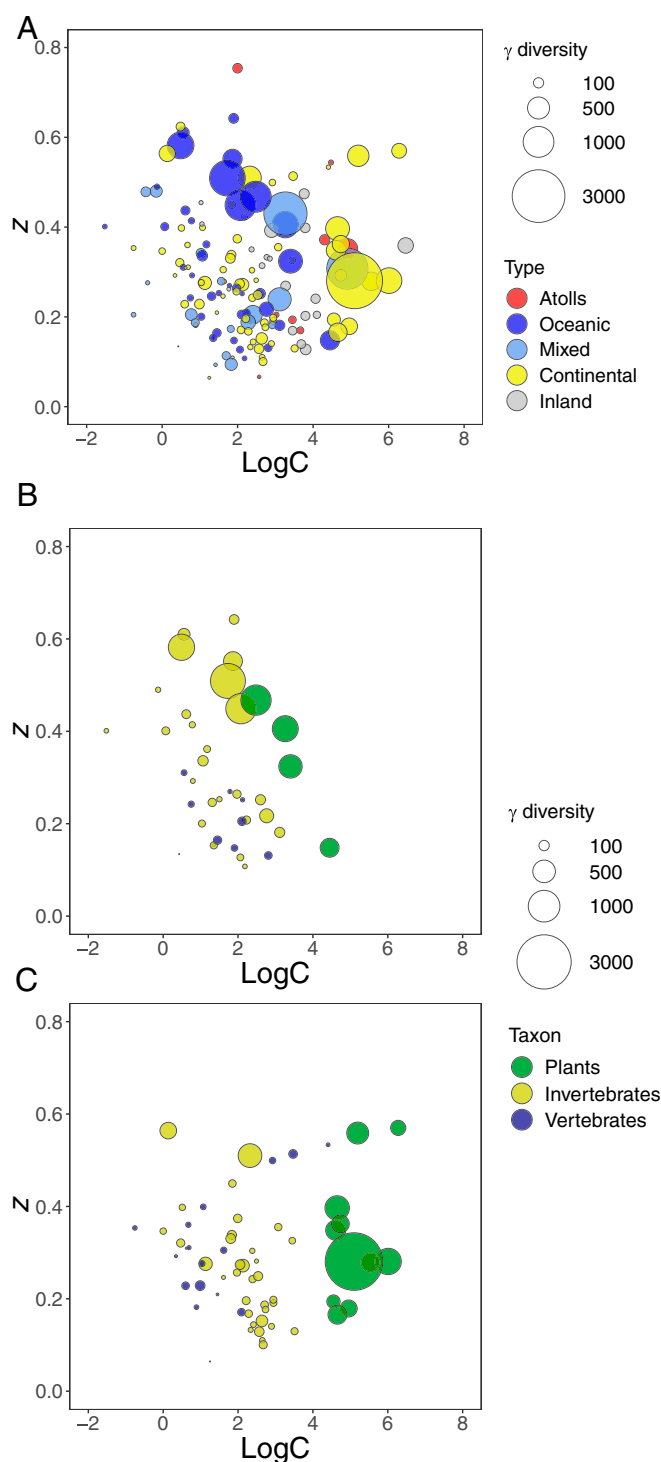 A
0.8
0.6
0.4
0.2
0.0
z
−2 0 2 4 6 8
LogC
γ diversity
100
500
1000
3000
Type
Atolls
Oceanic
Mixed
Continental
Inland
B
0.8
0.6
0.4
0.2
0.0
z
−2 0 2 4 6 8
LogC
γ diversity
100
500
1000
3000
C
0.8
0.6
0.4
0.2
0.0
z
−2 0 2 4 6 8
LogC
Taxon
Plants
Invertebrates
Vertebrates